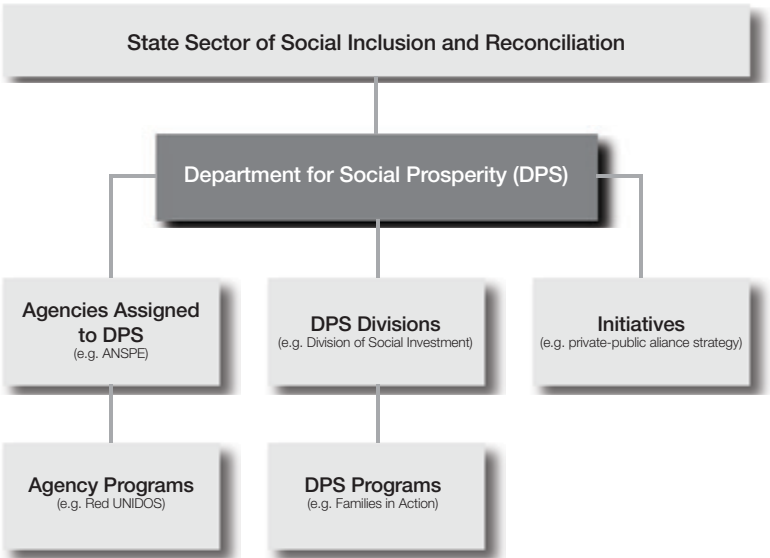 State Sector of Social Inclusion and Reconciliation
Department for Social Prosperity (DPS)
Agencies Assigned
to DPS
(e.g. ANSPE)
DPS Divisions
(e.g. Division of Social Investment)
Initiatives
(e.g. private-public aliance strategy)
Agency Programs
(e.g. Red UNIDOS)
DPS Programs
(e.g. Families in Action)